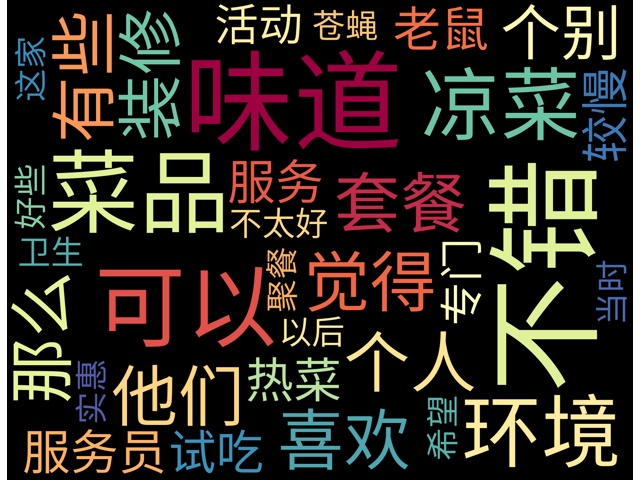 活动
苍蝇
老鼠
个别
这家
有些
装修
味道
凉菜
较慢
好些
菜品
服务
不太好
套餐
不错
卫生
可以
聚餐
觉得
专门
当时
那么
以后
个人
实惠
他们
热菜
喜欢
希望
环境
服务员
试吃